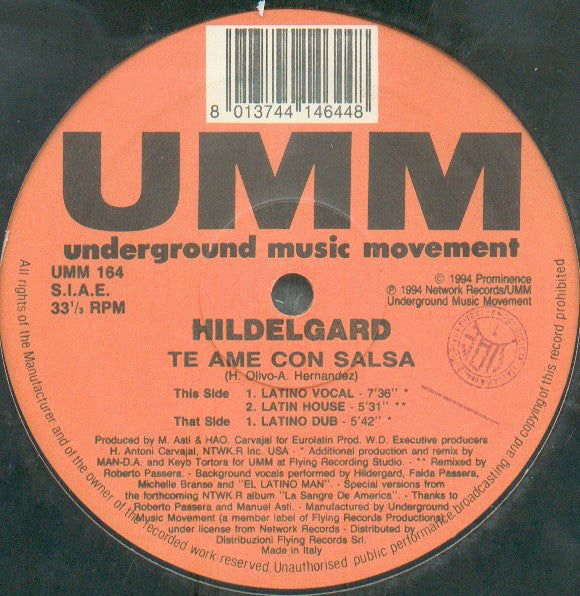 8 013744 146448
UMM
underground music movement
UMM 164
S.I.A.E.
33 1/3 RPM
© 1994 Prominence
℗ 1994 Network Records/UMM
Underground Music Movement
HILDELGARD
TE AME CON SALSA
(H. Olivo-A. Hernandez)
This Side 1. LATINO VOCAL - 7'36'' *
2. LATIN HOUSE - 5'31'' **
That Side 1. LATINO DUB - 5'42'' *
Produced by M. Asti & HAO. Carvajal for Eurolatin Prod. W.D. Executive producers
H. Antoni Carvajal, NTWK.R Inc. USA - * Additional production and remix by
MAN-D.A. and Keyb Tortora for UMM at Flying Recording Studio. - ** Remixed by
Roberto Passera. - Background vocals performed by Hildelgard, Faida Passera,
Michelle Branse and "EL LATINO MAN". - Special versions from
the forthcoming NTWK.R album "La Sangre De America". - Thanks to
Roberto Passera and Manuel Asti. - Manufactured by Underground
Music Movement (a member label of Flying Records Productions)
under license from Network Records - Distributed by
Distribuzioni Flying Records Srl.
Made in Italy
All rights of the Manufacturer and of the owner of the recorded work reserved. Unauthorised public performance,broadcasting and copying of this record prohibited